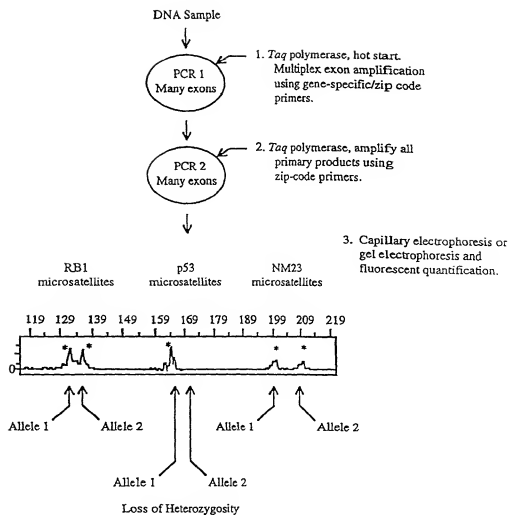 DNA Sample
PCR 1
Many exons
1. Taq polymerase, hot start.
Multiplex exon amplification
using gene-specific/zip code
primers.
PCR 2
Many exons
2. Taq polymerase, amplify all
primary products using
zip-code primers.
3. Capillary electrophoresis or
gel electrophoresis and
fluorescent quantification.
RB1
microsatellites
p53
microsatellites
NM23
microsatellites
119 129 139 149 159 169 179 189 199 209 219
* * * * *
0
Allele 1 Allele 2 Allele 1 Allele 2
Allele 1 Allele 2
Loss of Heterozygosity